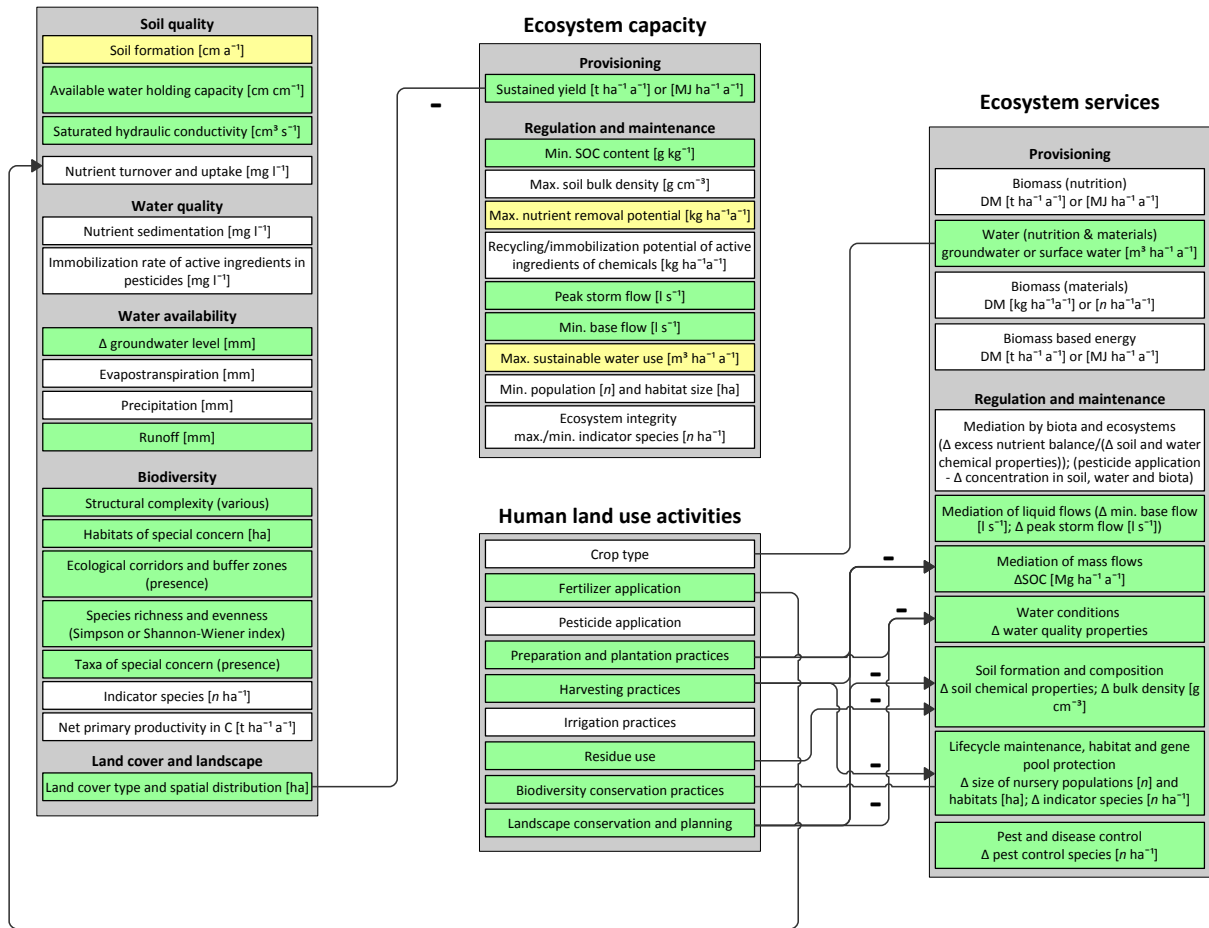 Soil quality
Soil formation [cm a⁻¹]
Available water holding capacity [cm cm⁻¹]
Saturated hydraulic conductivity [cm³ s⁻¹]
Nutrient turnover and uptake [mg l⁻¹]
Water quality
Nutrient sedimentation [mg l⁻¹]
Immobilization rate of active ingredients in
pesticides [mg l⁻¹]
Water availability
Δ groundwater level [mm]
Evapostranspiration [mm]
Precipitation [mm]
Runoff [mm]
Biodiversity
Structural complexity (various)
Habitats of special concern [ha]
Ecological corridors and buffer zones
(presence)
Species richness and evenness
(Simpson or Shannon-Wiener index)
Taxa of special concern (presence)
Indicator species [n ha⁻¹]
Net primary productivity in C [t ha⁻¹ a⁻¹]
Land cover and landscape
Land cover type and spatial distribution [ha]
-
Ecosystem capacity
Provisioning
Sustained yield [t ha⁻¹ a⁻¹] or [MJ ha⁻¹ a⁻¹]
Regulation and maintenance
Min. SOC content [g kg⁻¹]
Max. soil bulk density [g cm⁻³]
Max. nutrient removal potential [kg ha⁻¹a⁻¹]
Recycling/immobilization potential of active
ingredients of chemicals [kg ha⁻¹a⁻¹]
Peak storm flow [l s⁻¹]
Min. base flow [l s⁻¹]
Max. sustainable water use [m³ ha⁻¹ a⁻¹]
Min. population [n] and habitat size [ha]
Ecosystem integrity
max./min. indicator species [n ha⁻¹]
Human land use activities
Crop type
Fertilizer application
Pesticide application
Preparation and plantation practices
Harvesting practices
Irrigation practices
Residue use
Biodiversity conservation practices
Landscape conservation and planning
-
-
-
-
-
-
Ecosystem services
Provisioning
Biomass (nutrition)
DM [t ha⁻¹ a⁻¹] or [MJ ha⁻¹ a⁻¹]
Water (nutrition & materials)
groundwater or surface water [m³ ha⁻¹ a⁻¹]
Biomass (materials)
DM [kg ha⁻¹a⁻¹] or [n ha⁻¹a⁻¹]
Biomass based energy
DM [t ha⁻¹ a⁻¹] or [MJ ha⁻¹ a⁻¹]
Regulation and maintenance
Mediation by biota and ecosystems
(Δ excess nutrient balance/(Δ soil and water
chemical properties)); (pesticide application
- Δ concentration in soil, water and biota)
Mediation of liquid flows (Δ min. base flow
[l s⁻¹]; Δ peak storm flow [l s⁻¹])
Mediation of mass flows
ΔSOC [Mg ha⁻¹ a⁻¹]
Water conditions
Δ water quality properties
Soil formation and composition
Δ soil chemical properties; Δ bulk density [g
cm⁻³]
Lifecycle maintenance, habitat and gene
pool protection
Δ size of nursery populations [n] and
habitats [ha]; Δ indicator species [n ha⁻¹]
Pest and disease control
Δ pest control species [n ha⁻¹]